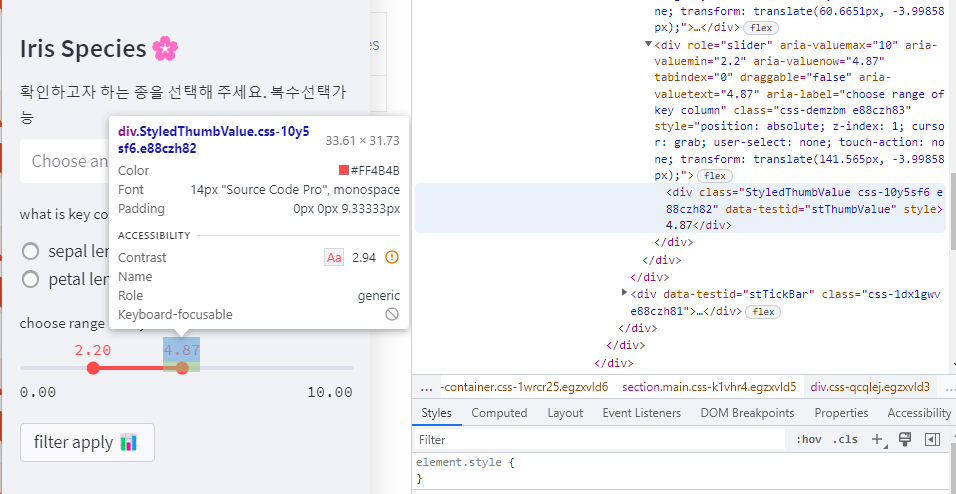 Iris Species 🌸
확인하고자 하는 종을 선택해 주세요. 복수선택가
능
Choose an
what is key co
sepal ler
petal len
choose range
2.20
4.87
0.00
10.00
filter apply 📊
es
div.StyledThumbValue.css-10y5
sf6.e88czh82
33.61 × 31.73
Color
#FF4B4B
Font
14px "Source Code Pro", monospace
Padding
0px 0px 9.33333px
ACCESSIBILITY
Contrast
Aa 2.94
Name
Role
generic
Keyboard-focusable
ne; transform: translate(60.6651px, -3.99858
px);">…</div> flex
<div role="slider" aria-valuemax="10" aria-
valuemin="2.2" aria-valuenow="4.87"
tabindex="0" draggable="false" aria-
valuetext="4.87" aria-label="choose range of
key column" class="css-demzbm e88czh83"
style="position: absolute; z-index: 1; curso
r: grab; user-select: none; touch-action: no
ne; transform: translate(141.565px, -3.99858
px);"> flex
<div class="StyledThumbValue css-10y5sf6 e
88czh82" data-testid="stThumbValue" style>
4.87</div>
</div>
</div>
</div>
<div data-testid="stTickBar" class="css-1dx1gwv
e88czh81">…</div> flex
</div>
</div>
</div>
… -container.css-1wrcr25.egzxvld6 section.main.css-k1vhr4.egzxvld5 div.css-qcqlej.egzxvld3 …
Styles Computed Layout Event Listeners DOM Breakpoints Properties Accessibility
Filter
:hov .cls +
element.style {
}